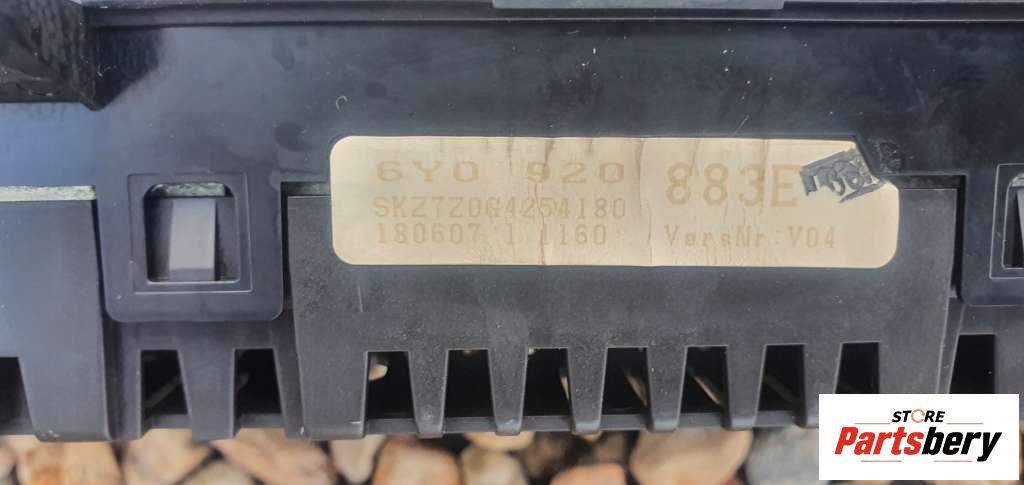 6Y0 920 883E
SKZ7Z0G4254180
180607 1 1160 VersNr. V04
STORE
Partsbery